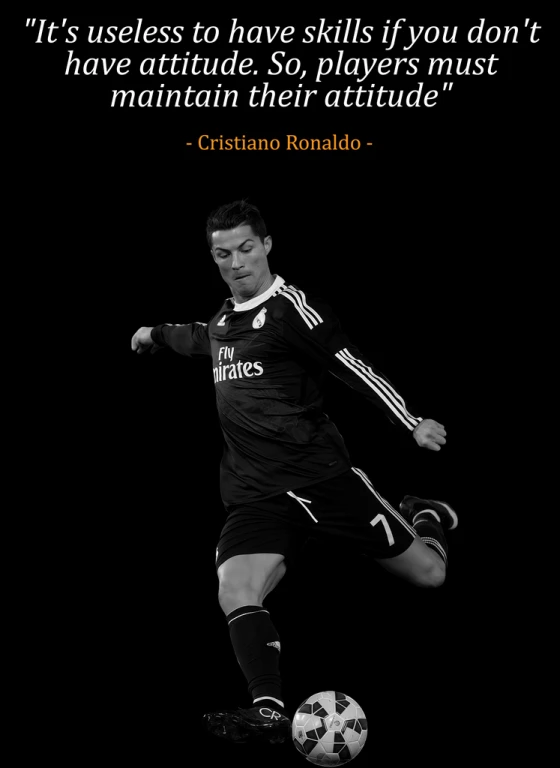 "It's useless to have skills if you don't
have attitude. So, players must
maintain their attitude"
- Cristiano Ronaldo -
Fly
mirates
7
CR